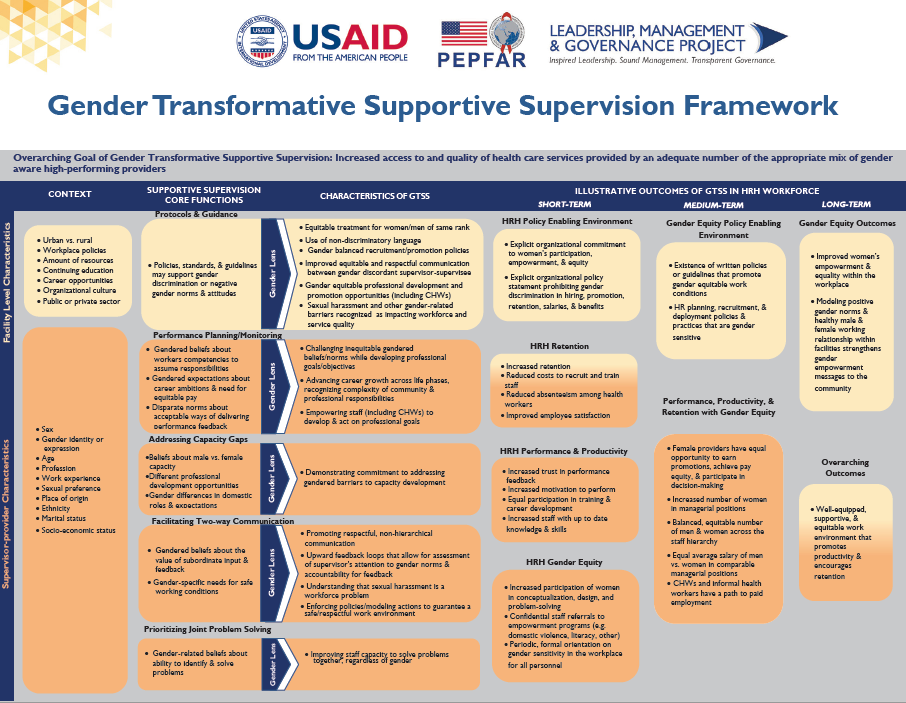 USAID
USAID
FROM THE AMERICAN PEOPLE
PEPFAR
LEADERSHIP, MANAGEMENT
& GOVERNANCE PROJECT
Inspired Leadership. Sound Management. Transparent Governance.
Gender Transformative Supportive Supervision Framework
Overarching Goal of Gender Transformative Supportive Supervision: Increased access to and quality of health care services provided by an adequate number of the appropriate mix of gender
aware high-performing providers
CONTEXT
SUPPORTIVE SUPERVISION
CORE FUNCTIONS
CHARACTERISTICS OF GTSS
ILLUSTRATIVE OUTCOMES OF GTSS IN HRH WORKFORCE
SHORT-TERM
MEDIUM-TERM
LONG-TERM
Facility Level Characteristics
• Urban vs. rural
• Workplace policies
• Amount of resources
• Continuing education
• Career opportunities
• Organizational culture
• Public or private sector
Supervisor-provider Characteristics
• Sex
• Gender identity or
expression
• Age
• Profession
• Work experience
• Sexual preference
• Place of origin
• Ethnicity
• Marital status
• Socio-economic status
Protocols & Guidance
• Policies, standards, & guidelines
may support gender
discrimination or negative
gender norms & attitudes
Gender Lens
• Equitable treatment for women/men of same rank
• Use of non-discriminatory language
• Gender balanced recruitment/promotion policies
• Improved equitable and respectful communication
between gender discordant supervisor-supervisee
• Gender equitable professional development and
promotion opportunities (including CHWs)
• Sexual harassment and other gender-related
barriers recognized as impacting workforce and
service quality
Performance Planning/Monitoring
• Gendered beliefs about
workers competencies to
assume responsibilities
• Gendered expectations about
career ambitions & need for
equitable pay
• Disparate norms about
acceptable ways of delivering
performance feedback
Gender Lens
• Challenging inequitable gendered
beliefs/norms while developing professional
goals/objectives
• Advancing career growth across life phases,
recognizing complexity of community &
professional responsibilities
• Empowering staff (including CHWs) to
develop & act on professional goals
Addressing Capacity Gaps
•Beliefs about male vs. female
capacity
•Different professional
development opportunities
•Gender differences in domestic
roles & expectations
Gender Lens
• Demonstrating commitment to addressing
gendered barriers to capacity development
Facilitating Two-way Communication
• Gendered beliefs about the
value of subordinate input &
feedback
• Gender-specific needs for safe
working conditions
Gender Lens
• Promoting respectful, non-hierarchical
communication
• Upward feedback loops that allow for assessment
of supervisor's attention to gender norms &
accountability for feedback
• Understanding that sexual harassment is a
workforce problem
• Enforcing policies/modeling actions to guarantee a
safe/respectful work environment
Prioritizing Joint Problem Solving
• Gender-related beliefs about
ability to identify & solve
problems
Gender Lens
• Improving staff capacity to solve problems
together, regardless of gender
HRH Policy Enabling Environment
• Explicit organizational commitment
to women's participation,
empowerment, & equity
• Explicit organizational policy
statement prohibiting gender
discrimination in hiring, promotion,
retention, salaries, & benefits
HRH Retention
• Increased retention
• Reduced costs to recruit and train
staff
• Reduced absenteeism among health
workers
• Improved employee satisfaction
HRH Performance & Productivity
• Increased trust in performance
feedback
• Increased motivation to perform
• Equal participation in training &
career development
• Increased staff with up to date
knowledge & skills
HRH Gender Equity
• Increased participation of women
in conceptualization, design, and
problem-solving
• Confidential staff referrals to
empowerment programs (e.g.
domestic violence, literacy, other)
• Periodic, formal orientation on
gender sensitivity in the workplace
for all personnel
Gender Equity Policy Enabling
Environment
• Existence of written policies
or guidelines that promote
gender equitable work
conditions
• HR planning, recruitment, &
deployment policies &
practices that are gender
sensitive
Performance, Productivity, &
Retention with Gender Equity
• Female providers have equal
opportunity to earn
promotions, achieve pay
equity, & participate in
decision-making
• Increased number of women
in managerial positions
• Balanced, equitable number
of men & women across the
staff hierarchy
• Equal average salary of men
vs. women in comparable
managerial positions
• CHWs and informal health
workers have a path to paid
employment
Gender Equity Outcomes
• Improved women's
empowerment &
equality within the
workplace
• Modeling positive
gender norms &
healthy male &
female working
relationship within
facilities strengthens
gender
empowerment
messages to the
community
Overarching
Outcomes
• Well-equipped,
supportive, &
equitable work
environment that
promotes
productivity &
encourages
retention